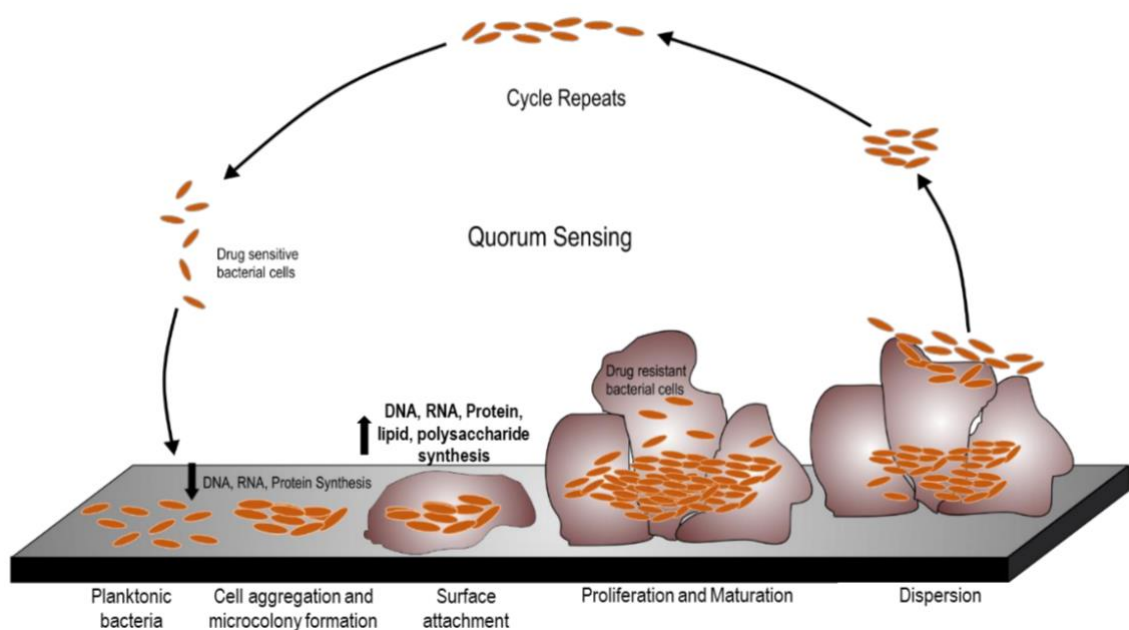 Cycle Repeats
Quorum Sensing
Drug sensitive
bacterial cells
Drug resistant
bacterial cells
DNA, RNA, Protein,
lipid, polysaccharide
synthesis
DNA, RNA, Protein Synthesis
Planktonic
bacteria
Cell aggregation and
microcolony formation
Surface
attachment
Proliferation and Maturation
Dispersion